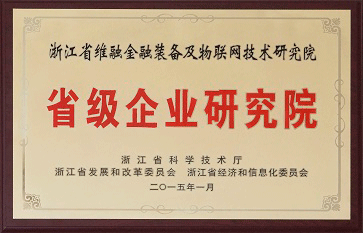 浙江省维融金融装备及物联网技术研究院
省级企业研究院
浙江省科学技术厅
浙江省发展和改革委员会 浙江省经济和信息化委员会
二〇一五年一月